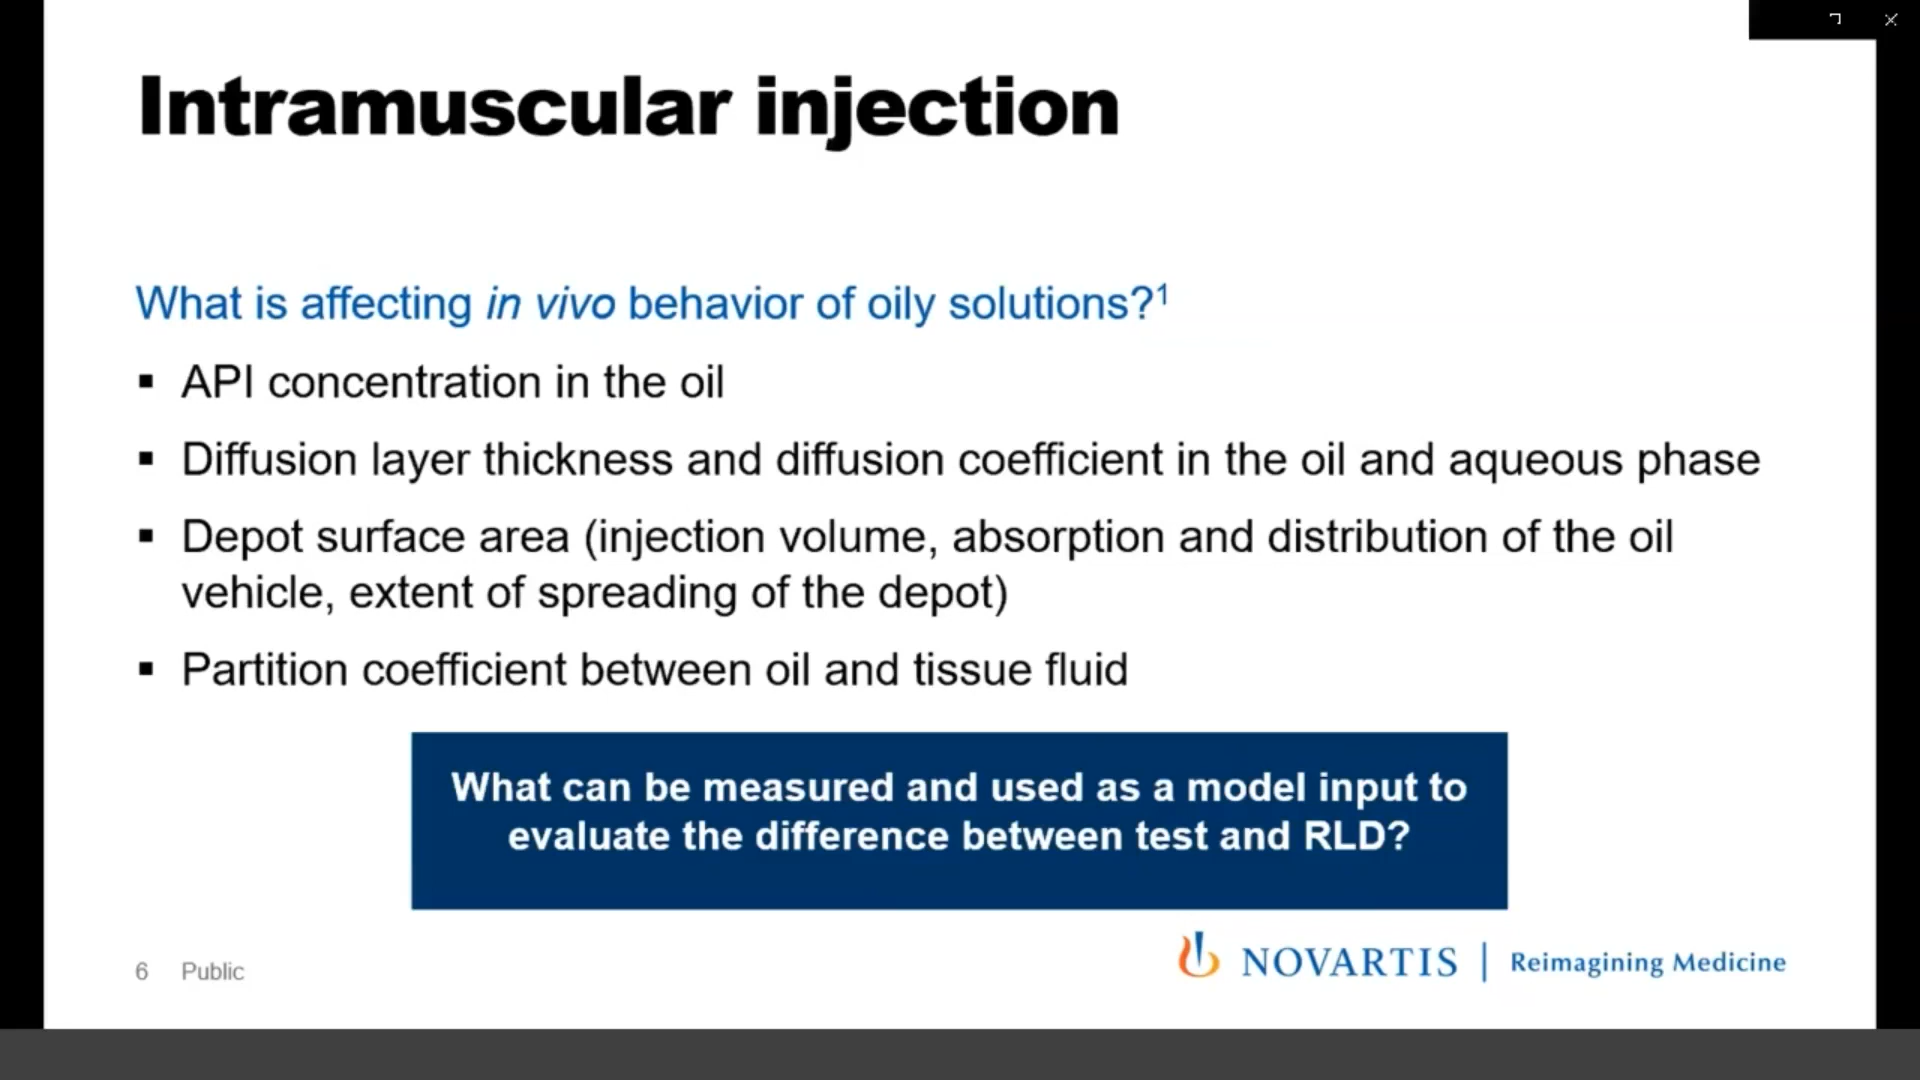 Intramuscular injection
What is affecting in vivo behavior of oily solutions?¹
▪ API concentration in the oil
▪ Diffusion layer thickness and diffusion coefficient in the oil and aqueous phase
▪ Depot surface area (injection volume, absorption and distribution of the oil
vehicle, extent of spreading of the depot)
▪ Partition coefficient between oil and tissue fluid
What can be measured and used as a model input to
evaluate the difference between test and RLD?
6 Public
NOVARTIS | Reimagining Medicine